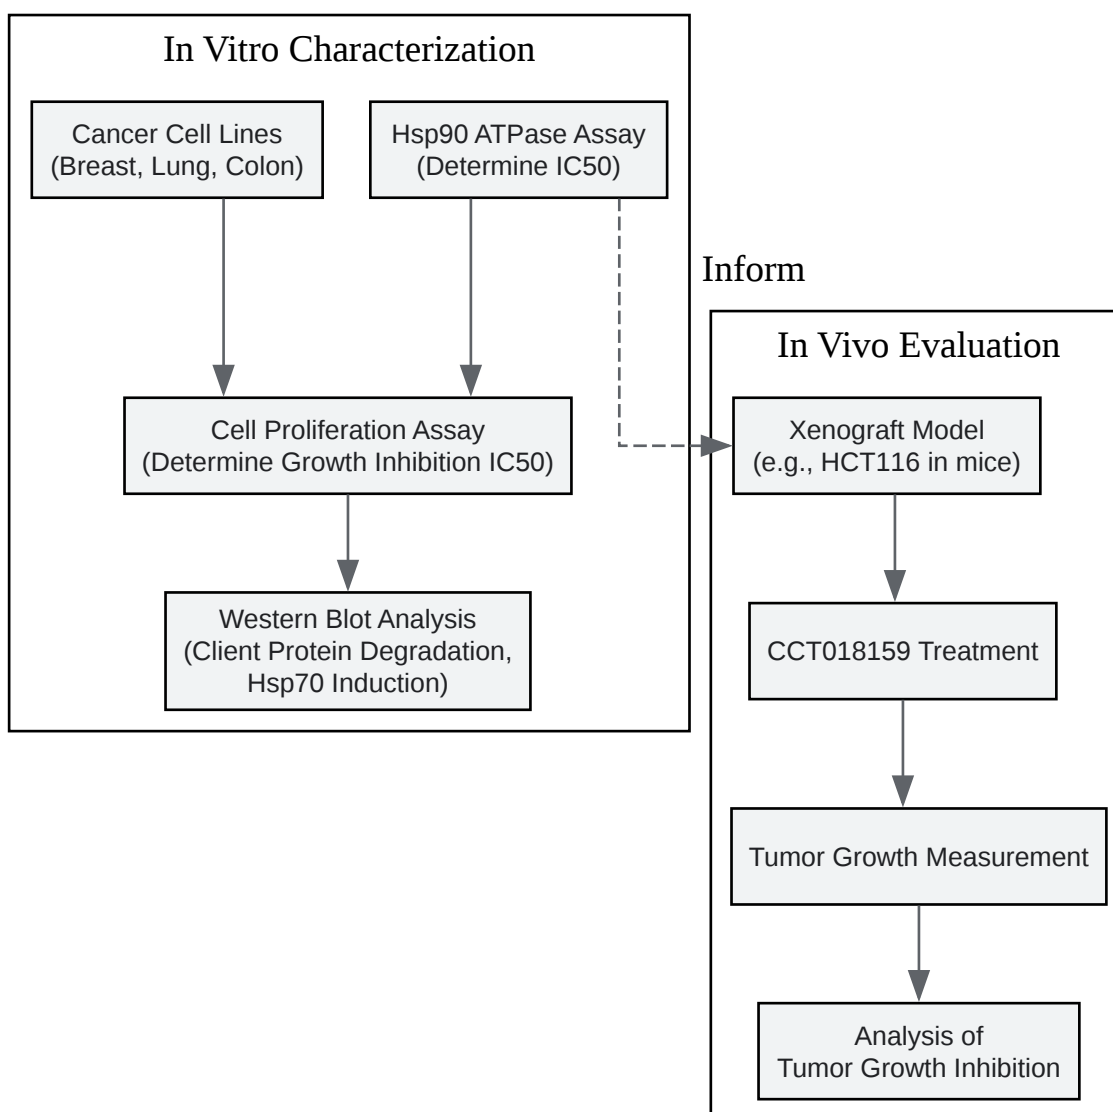 In Vitro Characterization
Cancer Cell Lines
(Breast, Lung, Colon)
Hsp90 ATPase Assay
(Determine IC50)
Cell Proliferation Assay
(Determine Growth Inhibition IC50)
Western Blot Analysis
(Client Protein Degradation,
Hsp70 Induction)
Inform
In Vivo Evaluation
Xenograft Model
(e.g., HCT116 in mice)
CCT018159 Treatment
Tumor Growth Measurement
Analysis of
Tumor Growth Inhibition